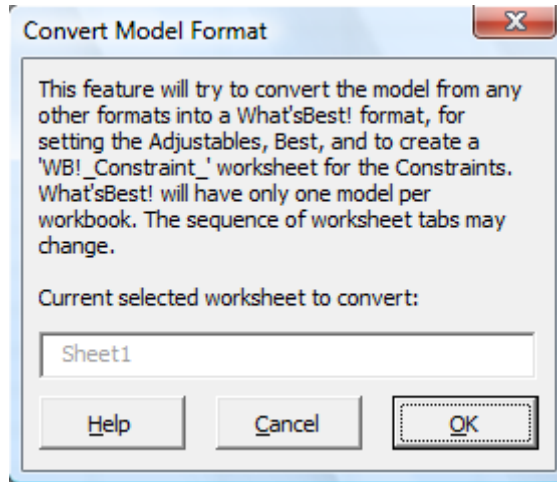 Convert Model Format
X
This feature will try to convert the model from any
other formats into a What'sBest! format, for
setting the Adjustables, Best, and to create a
'WB!_Constraint_' worksheet for the Constraints.
What'sBest! will have only one model per
workbook. The sequence of worksheet tabs may
change.
Current selected worksheet to convert:
Sheet1
Help Cancel OK